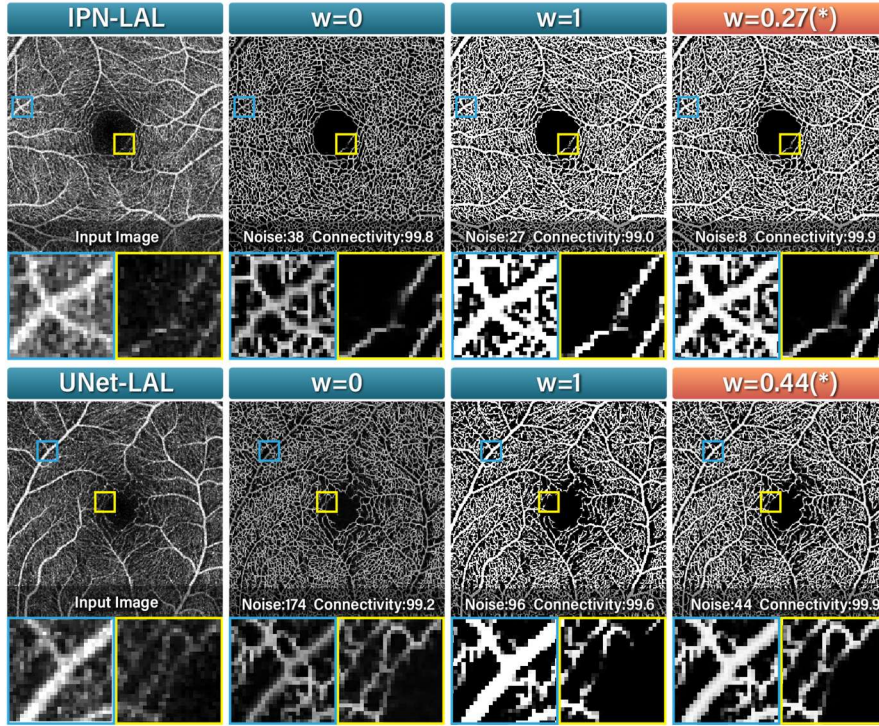 IPN-LAL w=0 w=1 w=0.27(*)
Input Image Noise:38 Connectivity:99.8 Noise:27 Connectivity:99.0 Noise:8 Connectivity:99.9
UNet-LAL w=0 w=1 w=0.44(*)
Input Image Noise:174 Connectivity:99.2 Noise:96 Connectivity:99.6 Noise:44 Connectivity:99.9